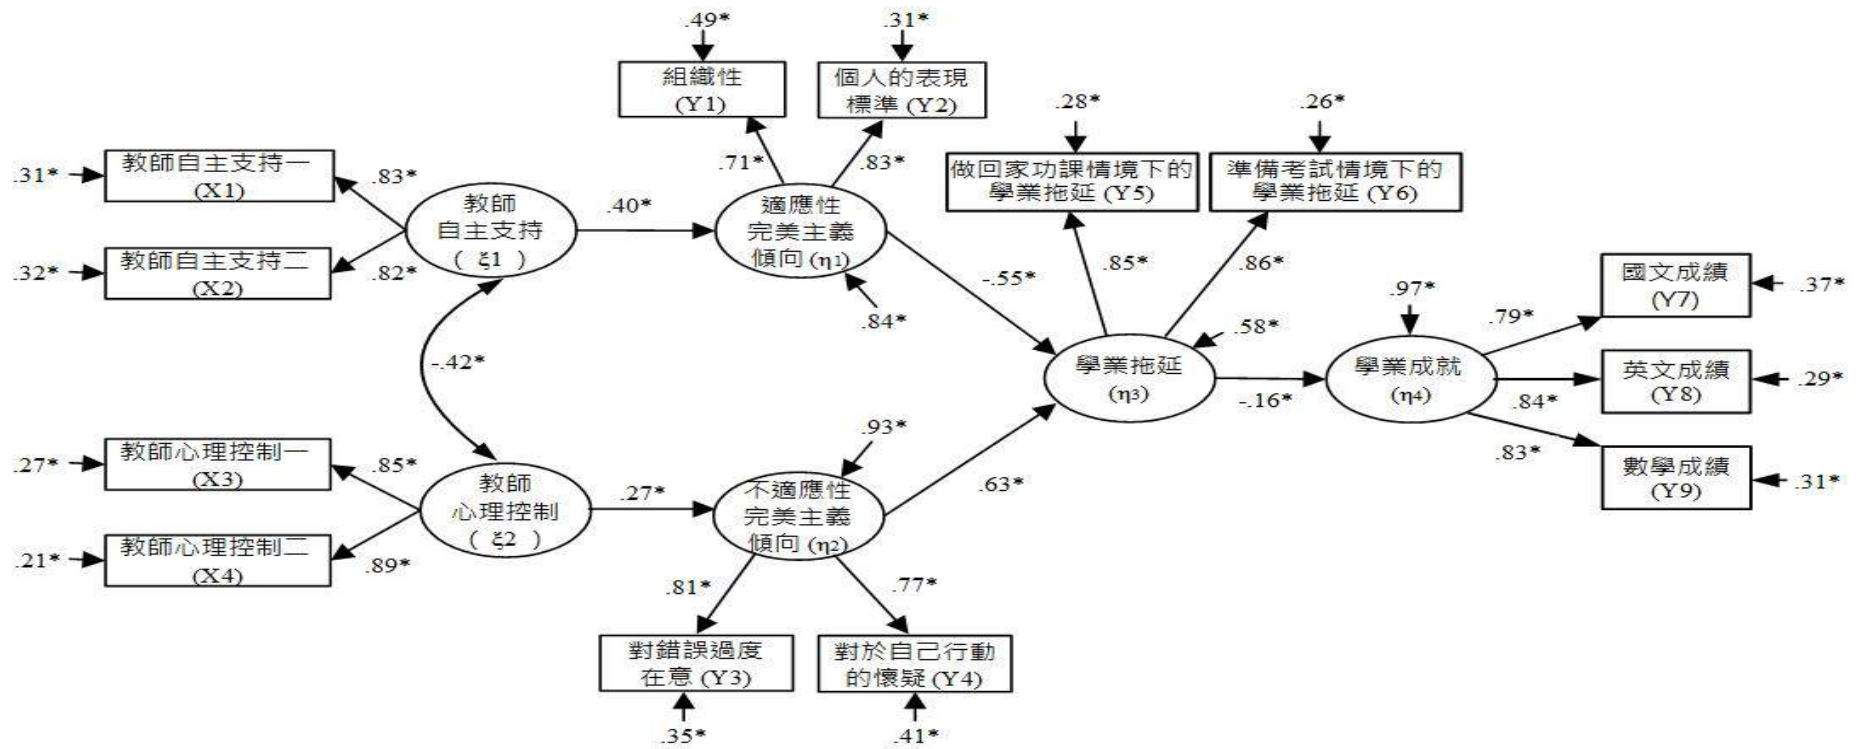 .49*
.31*
組織性
(Y1)
個人的表現
標準 (Y2)
.28*
.26*
.71*
.83*
教師自主支持一
(X1)
.31*
.83*
做回家功課情境下的
學業拖延 (Y5)
準備考試情境下的
學業拖延 (Y6)
教師
自主支持
( ξ1 )
.40*
適應性
完美主義
傾向 (η1)
教師自主支持二
(X2)
.32*
.82*
-.55*
.85*
.86*
國文成績
(Y7)
.37*
.97*
.84*
.58*
.79*
-.42*
學業拖延
(η3)
-.16*
學業成就
(η4)
英文成績
(Y8)
.29*
.84*
.93*
教師心理控制一
(X3)
.27*
.85*
.83*
數學成績
(Y9)
.31*
教師
心理控制
( ξ2 )
.27*
不適應性
完美主義
傾向 (η2)
.63*
教師心理控制二
(X4)
.21*
.89*
.81*
.77*
對錯誤過度
在意 (Y3)
對於自己行動
的懷疑 (Y4)
.35*
.41*